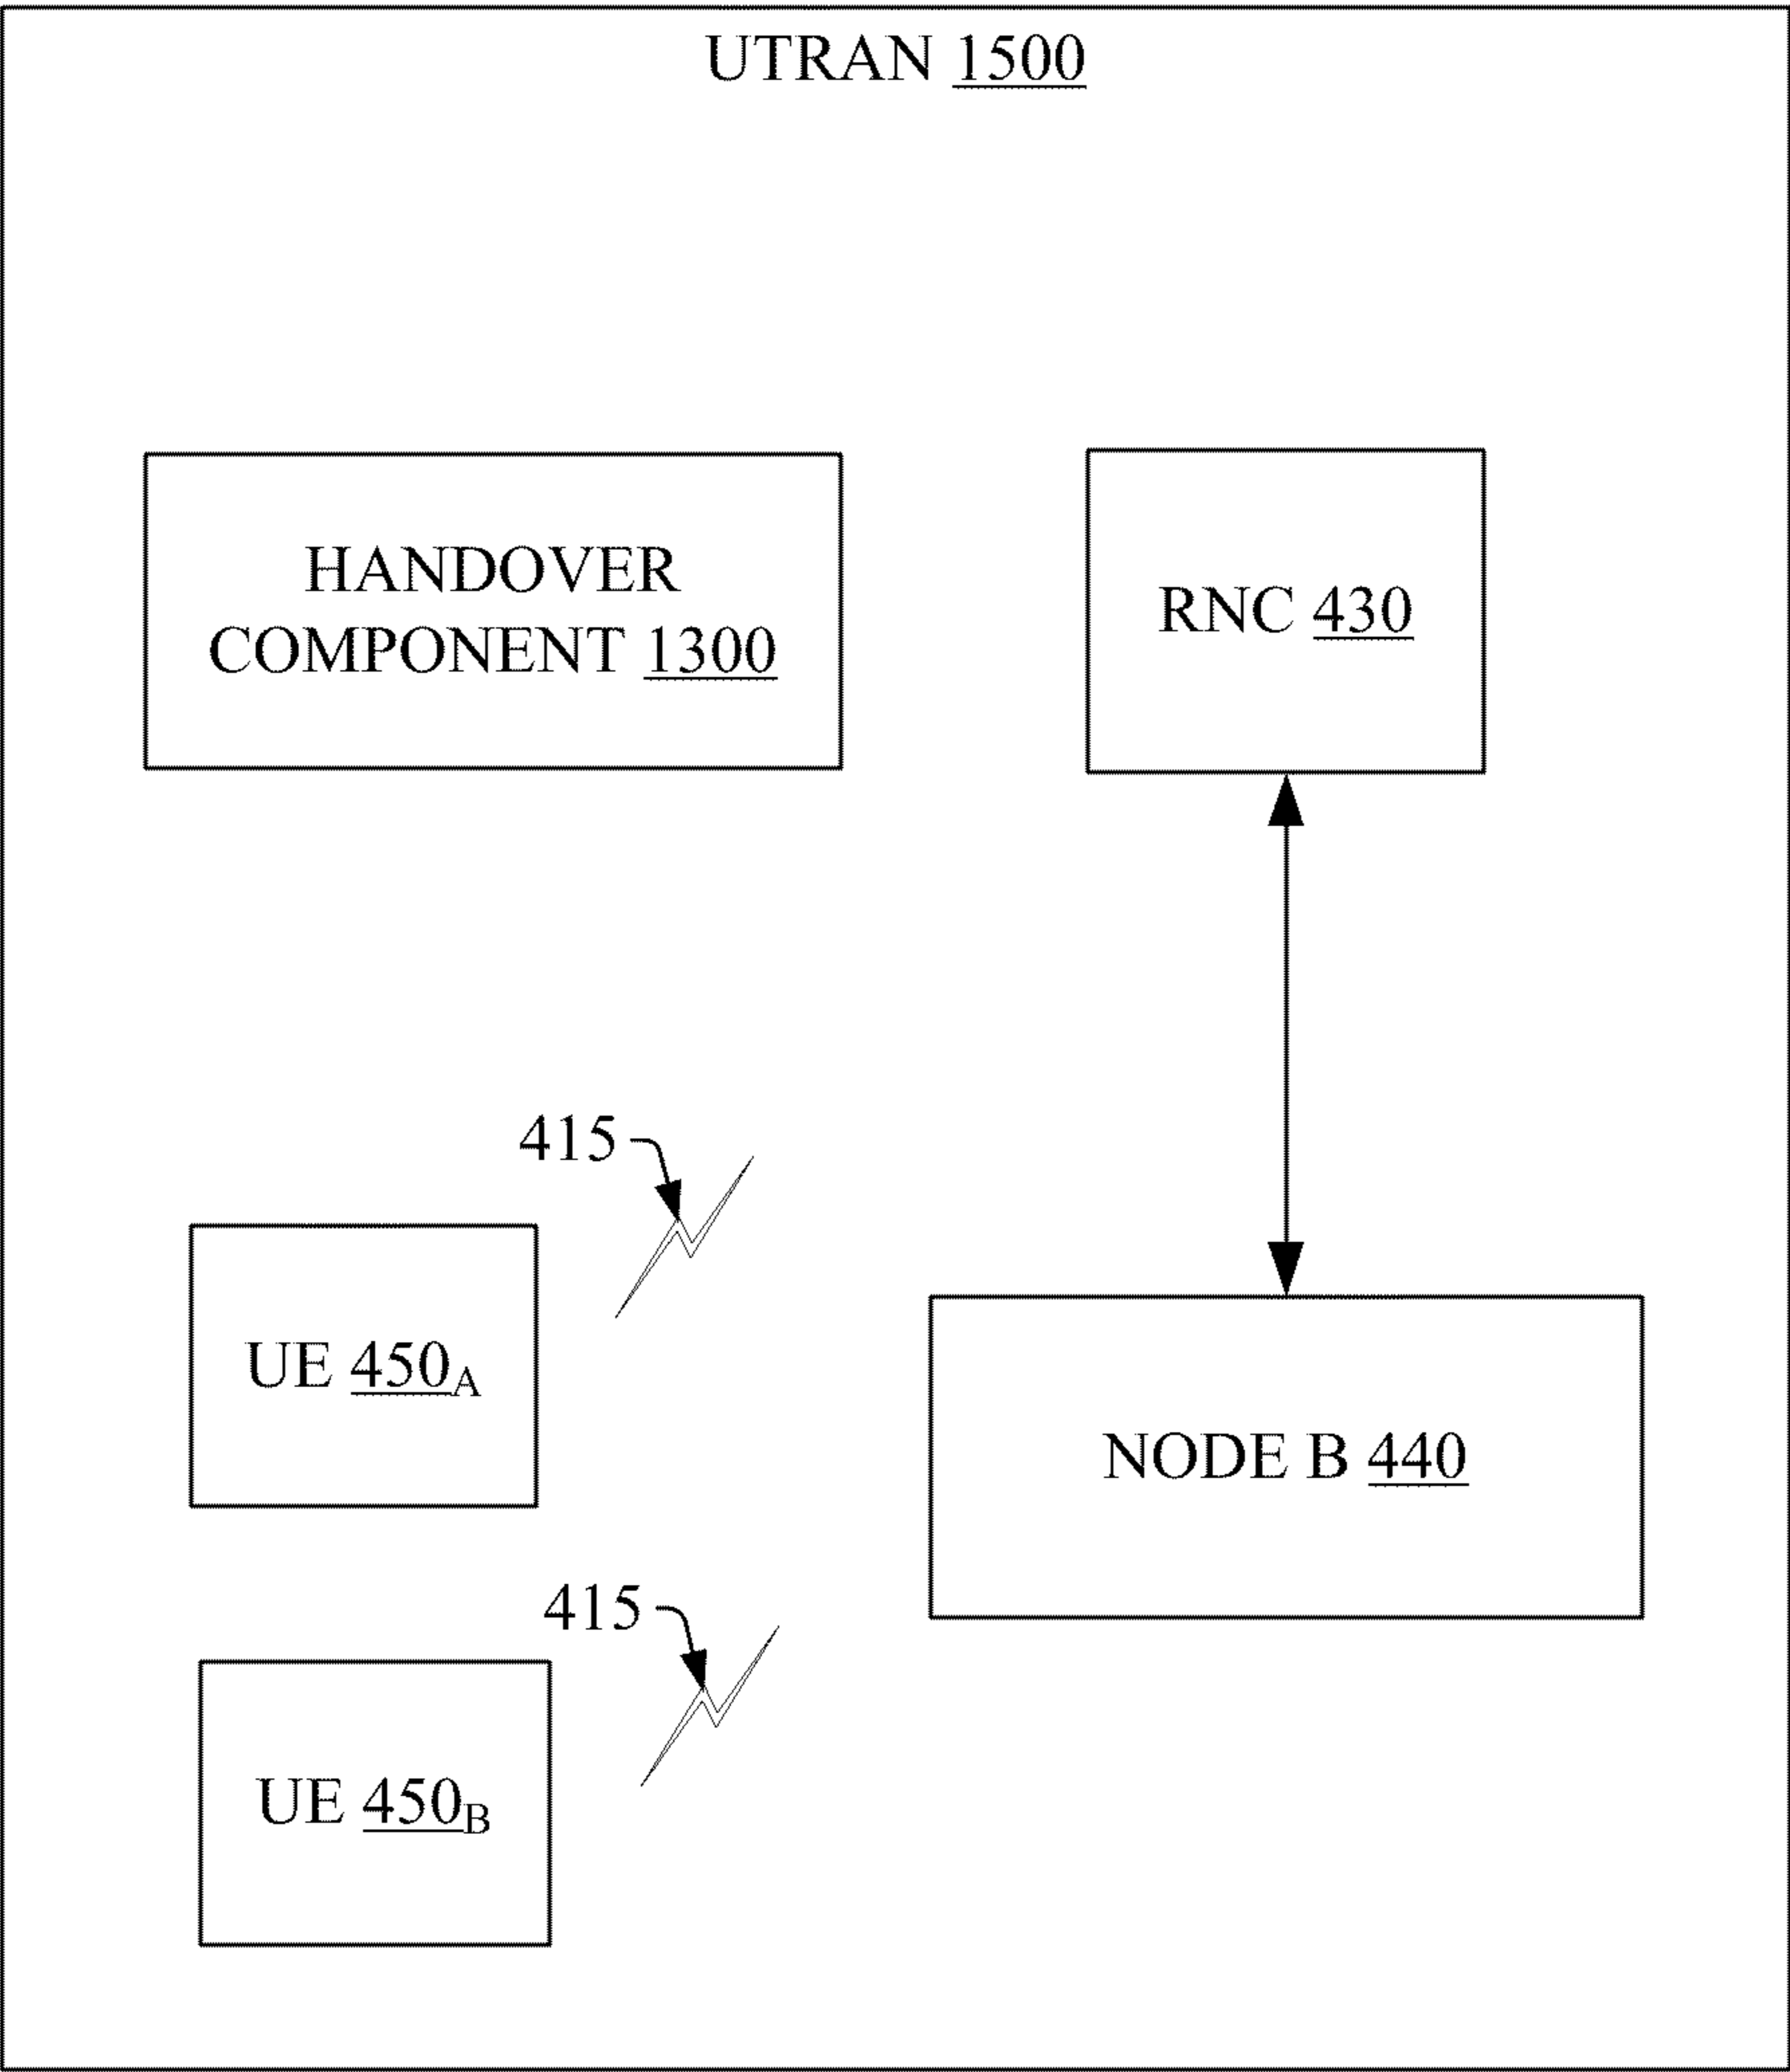 UTRAN 1500
HANDOVER
COMPONENT 1300
RNC 430
415
UE 450A
NODE B 440
415
UE 450B